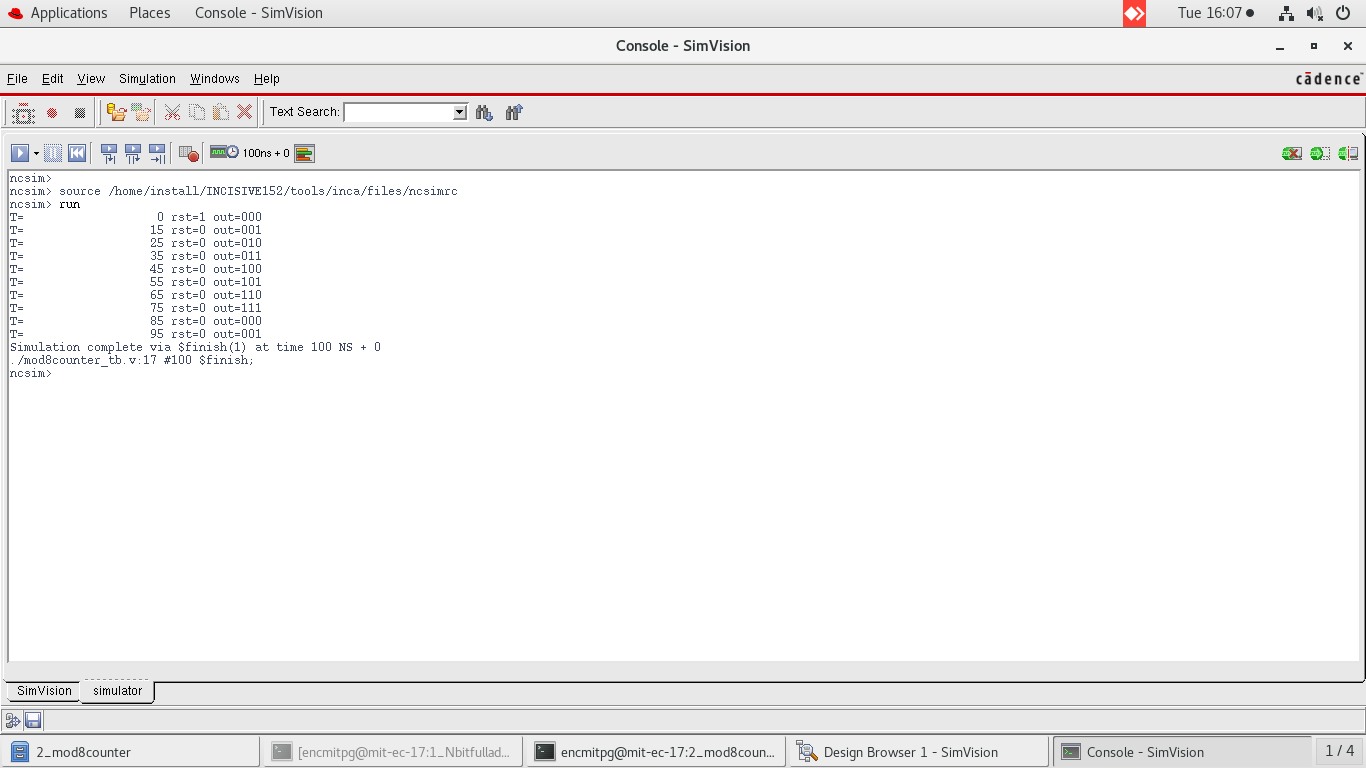 Applications Places Console - SimVision Tue 16:07
Console - SimVision
File Edit View Simulation Windows Help cādence
Text Search:
100ns + 0
ncsim>
ncsim> source /home/install/INCISIVE152/tools/inca/files/ncsimrc
ncsim> run
T=                   0 rst=1 out=000
T=                  15 rst=0 out=001
T=                  25 rst=0 out=010
T=                  35 rst=0 out=011
T=                  45 rst=0 out=100
T=                  55 rst=0 out=101
T=                  65 rst=0 out=110
T=                  75 rst=0 out=111
T=                  85 rst=0 out=000
T=                  95 rst=0 out=001
Simulation complete via $finish(1) at time 100 NS + 0
./mod8counter_tb.v:17 #100 $finish;
ncsim>
SimVision simulator
2_mod8counter [encmitpg@mit-ec-17:1_Nbitfullad... encmitpg@mit-ec-17:2_mod8coun... Design Browser 1 - SimVision Console - SimVision 1 / 4